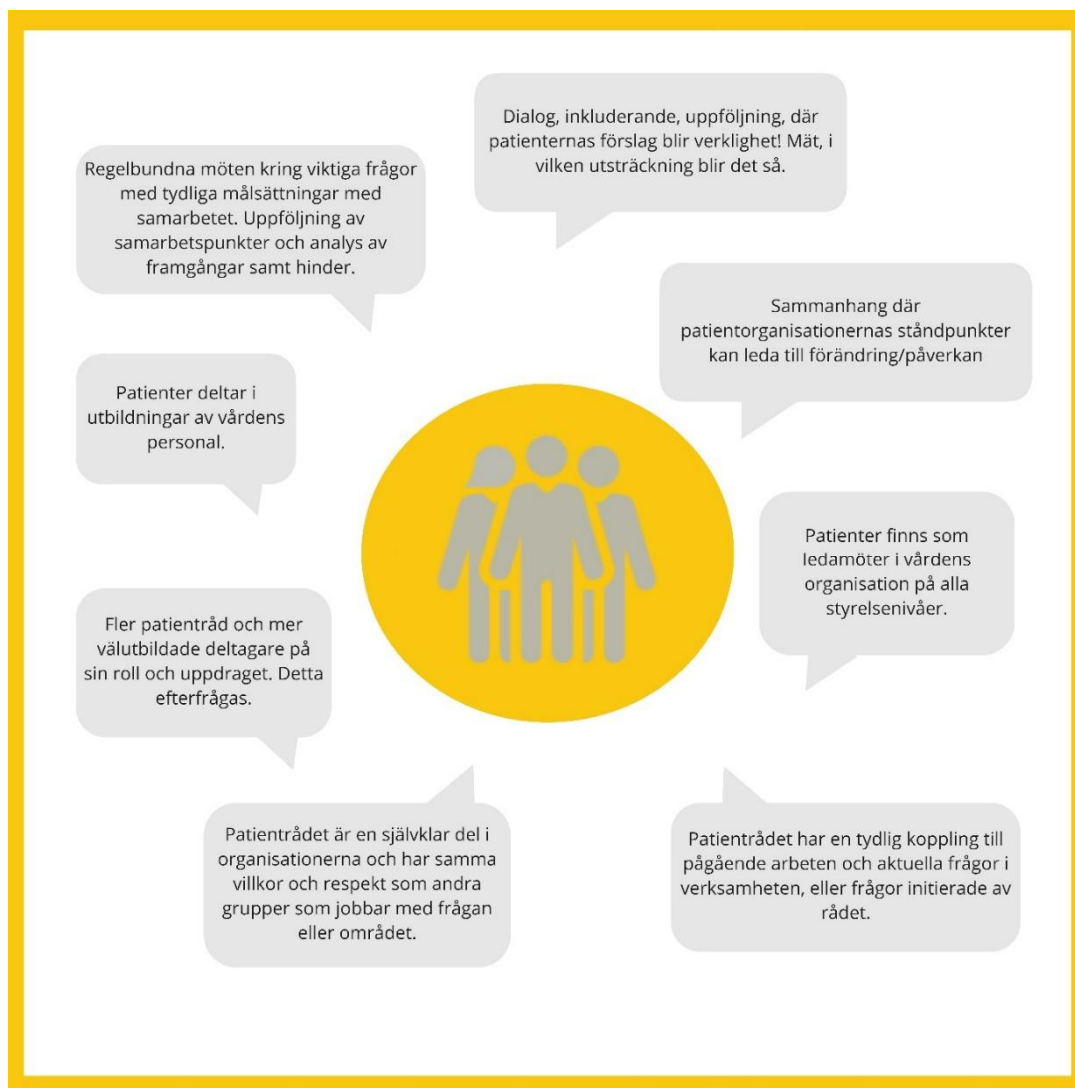 Dialog, inkluderande, uppföljning, där
patienternas förslag blir verklighet! Mät, i
vilken utsträckning blir det så.
Regelbundna möten kring viktiga frågor
med tydliga målsättningar med
samarbetet. Uppföljning av
samarbetspunkter och analys av
framgångar samt hinder.
Sammanhang där
patientorganisationernas ståndpunkter
kan leda till förändring/påverkan
Patienter deltar i
utbildningar av vårdens
personal.
Patienter finns som
ledamöter i vårdens
organisation på alla
styrelsenivåer.
Fler patientråd och mer
välutbildade deltagare på
sin roll och uppdraget. Detta
efterfrågas.
Patientrådet är en självklar del i
organisationerna och har samma
villkor och respekt som andra
grupper som jobbar med frågan
eller området.
Patientrådet har en tydlig koppling till
pågående arbeten och aktuella frågor i
verksamheten, eller frågor initierade av
rådet.